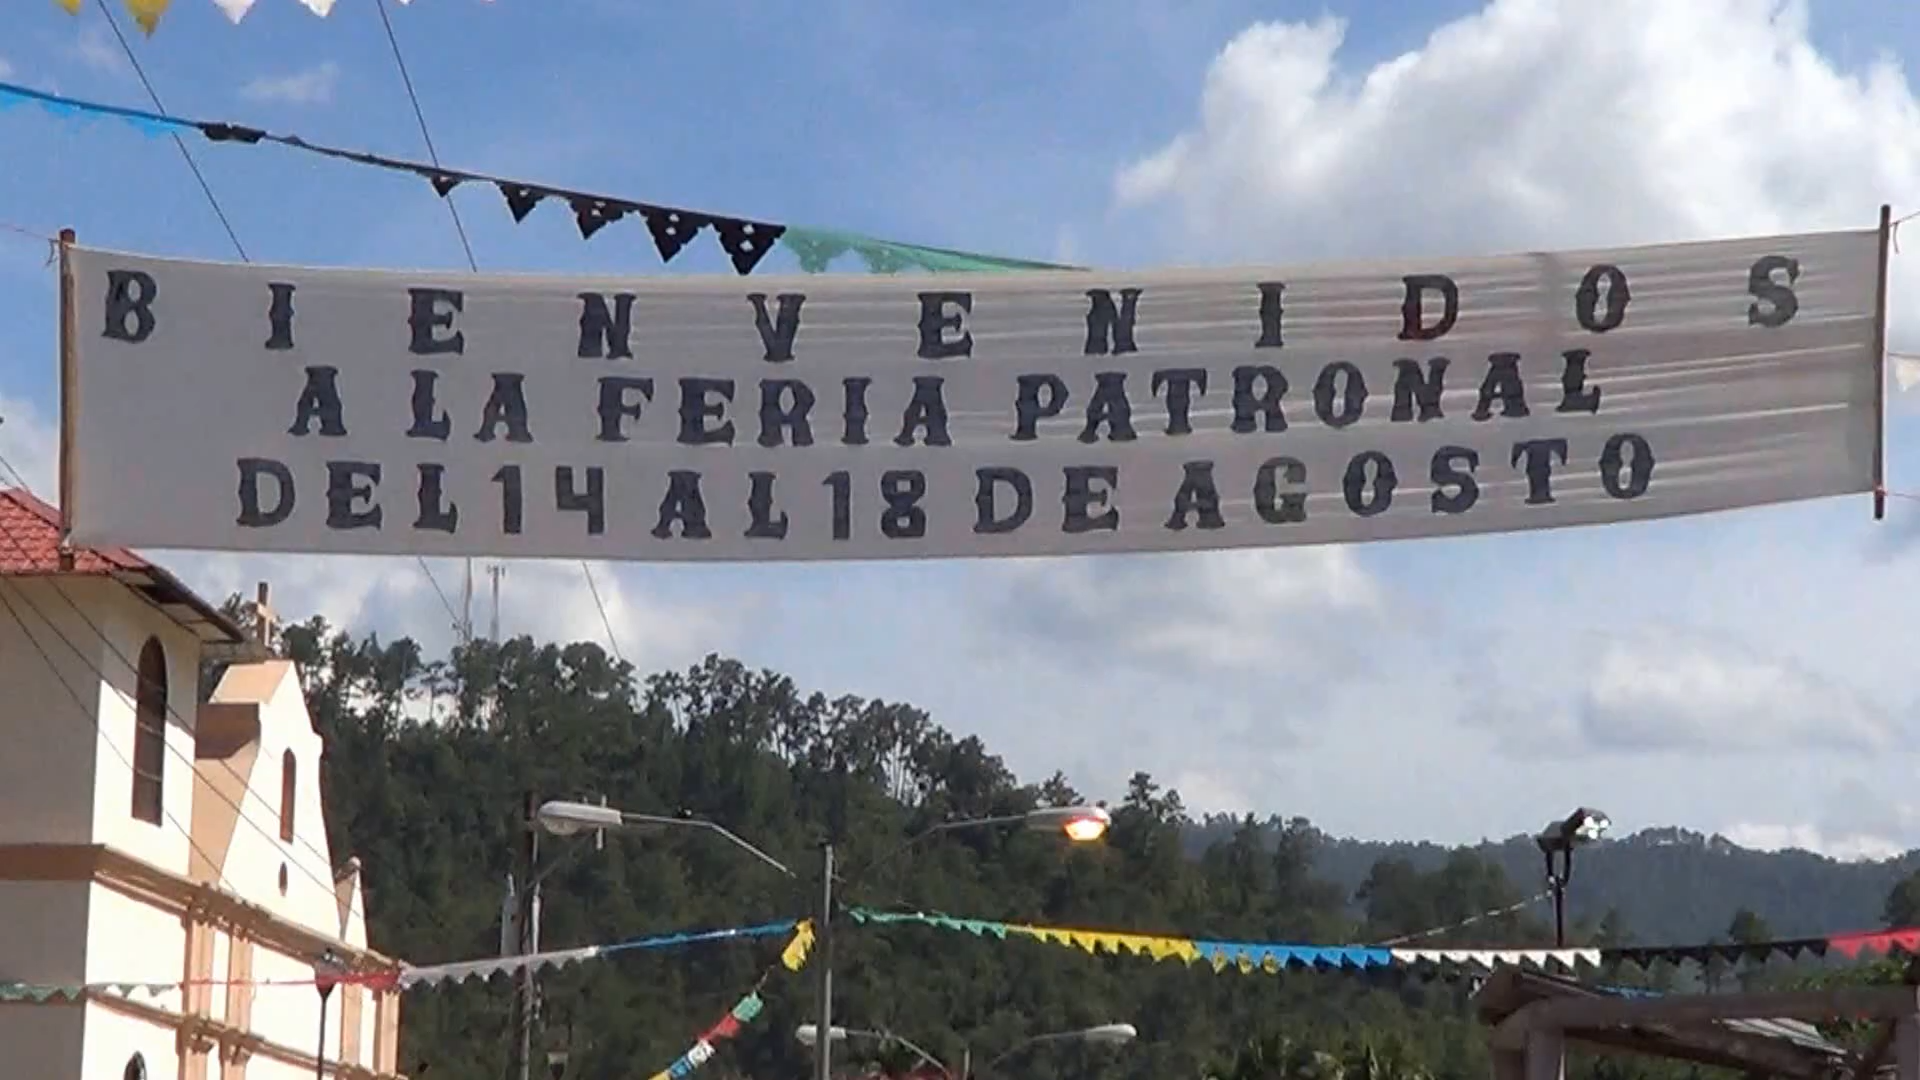 BIENVENIDOS
A LA FERIA PATRONAL
DEL 14 AL 18 DE AGOSTO